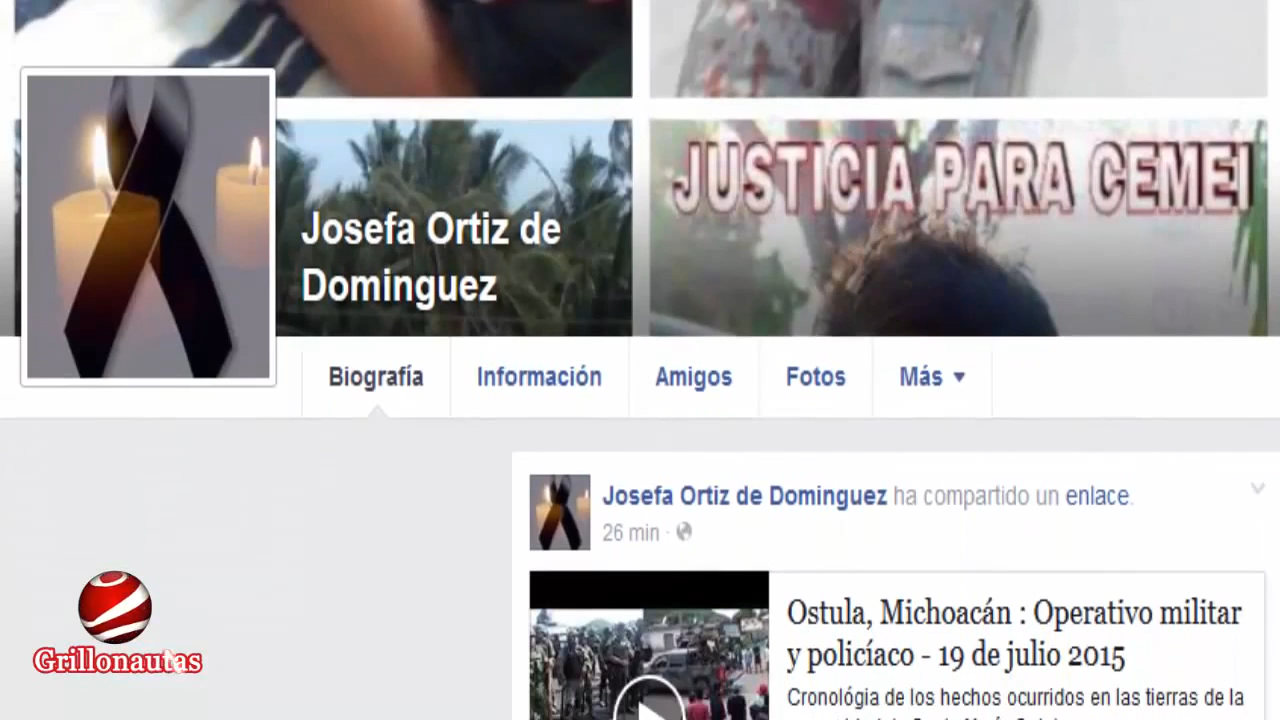 JUSTICIA PARA CEMEI
Josefa Ortiz de
Dominguez
Biografía
Información
Amigos
Fotos
Más
Josefa Ortiz de Dominguez ha compartido un enlace.
26 min ·
Ostula, Michoacán : Operativo militar
y policíaco - 19 de julio 2015
Cronológia de los hechos ocurridos en las tierras de la
Grillonautas